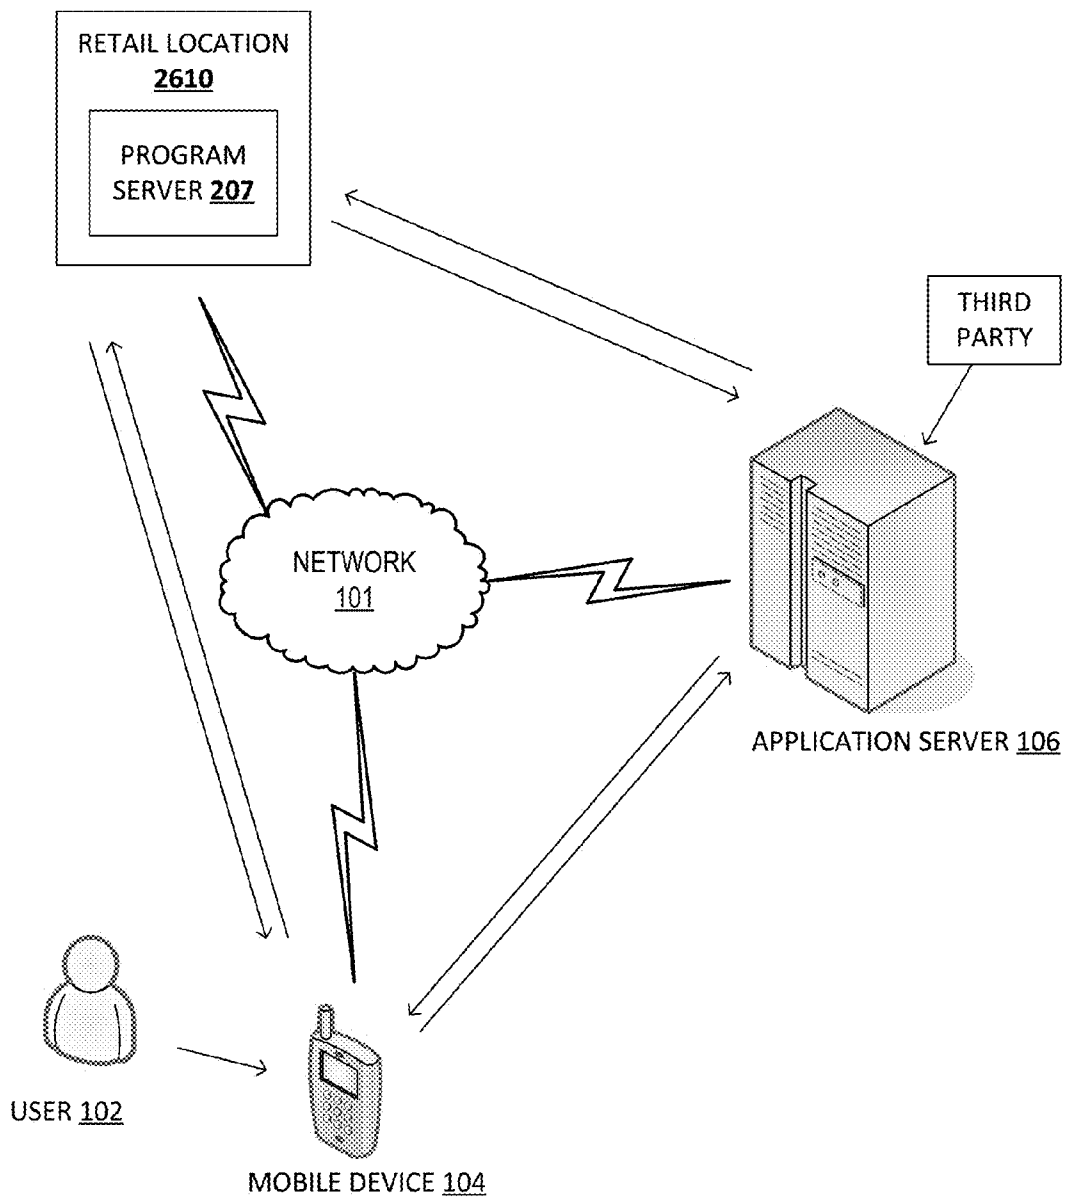 RETAIL LOCATION
2610
PROGRAM
SERVER 207
THIRD
PARTY
NETWORK
101
APPLICATION SERVER 106
USER 102
MOBILE DEVICE 104